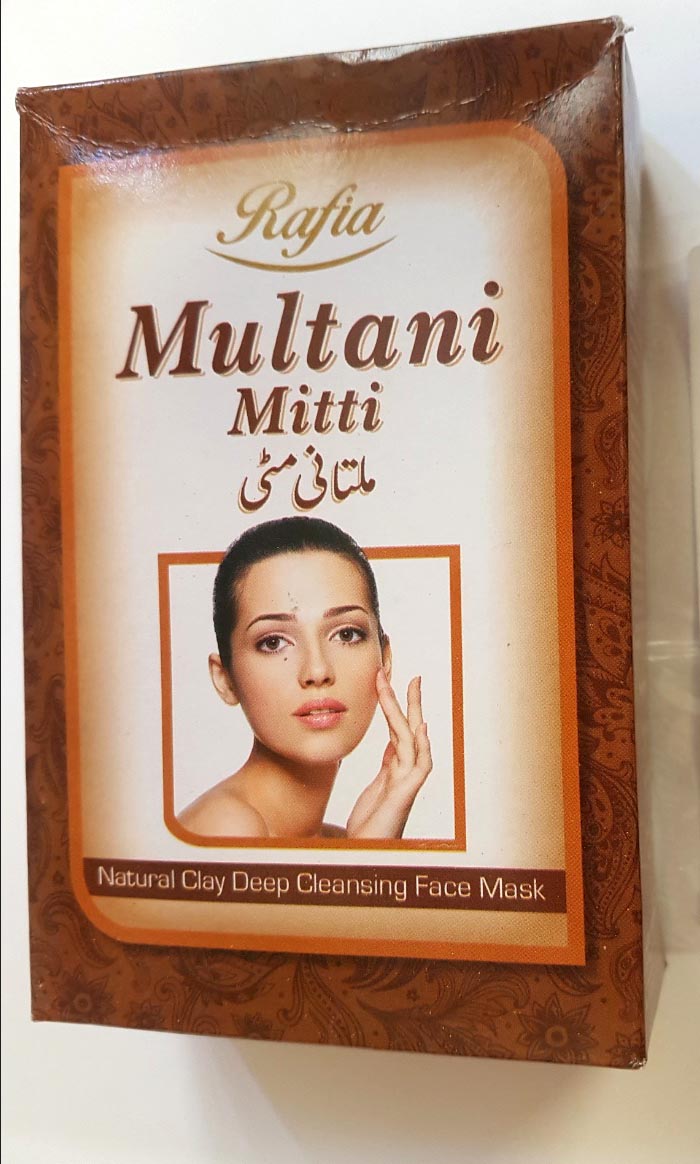 Rafia
Multani
Mitti
ملتانی مٹی
Natural Clay Deep Cleansing Face Mask